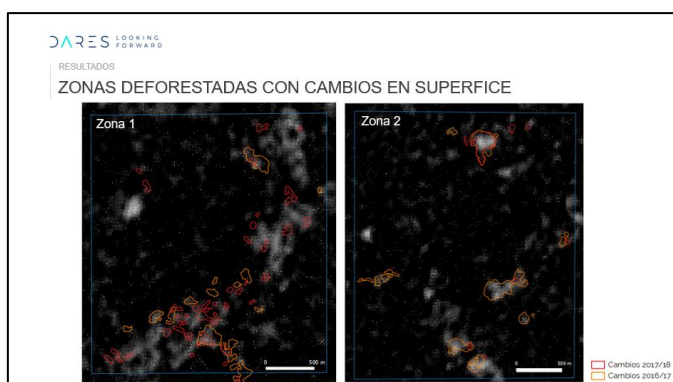 DARES LOOKING
FORWARD
RESULTADOS
ZONAS DEFORESTADAS CON CAMBIOS EN SUPERFICE
Zona 1
Zona 2
0 500 m
0 500 m
Cambios 2017/18
Cambios 2016/17